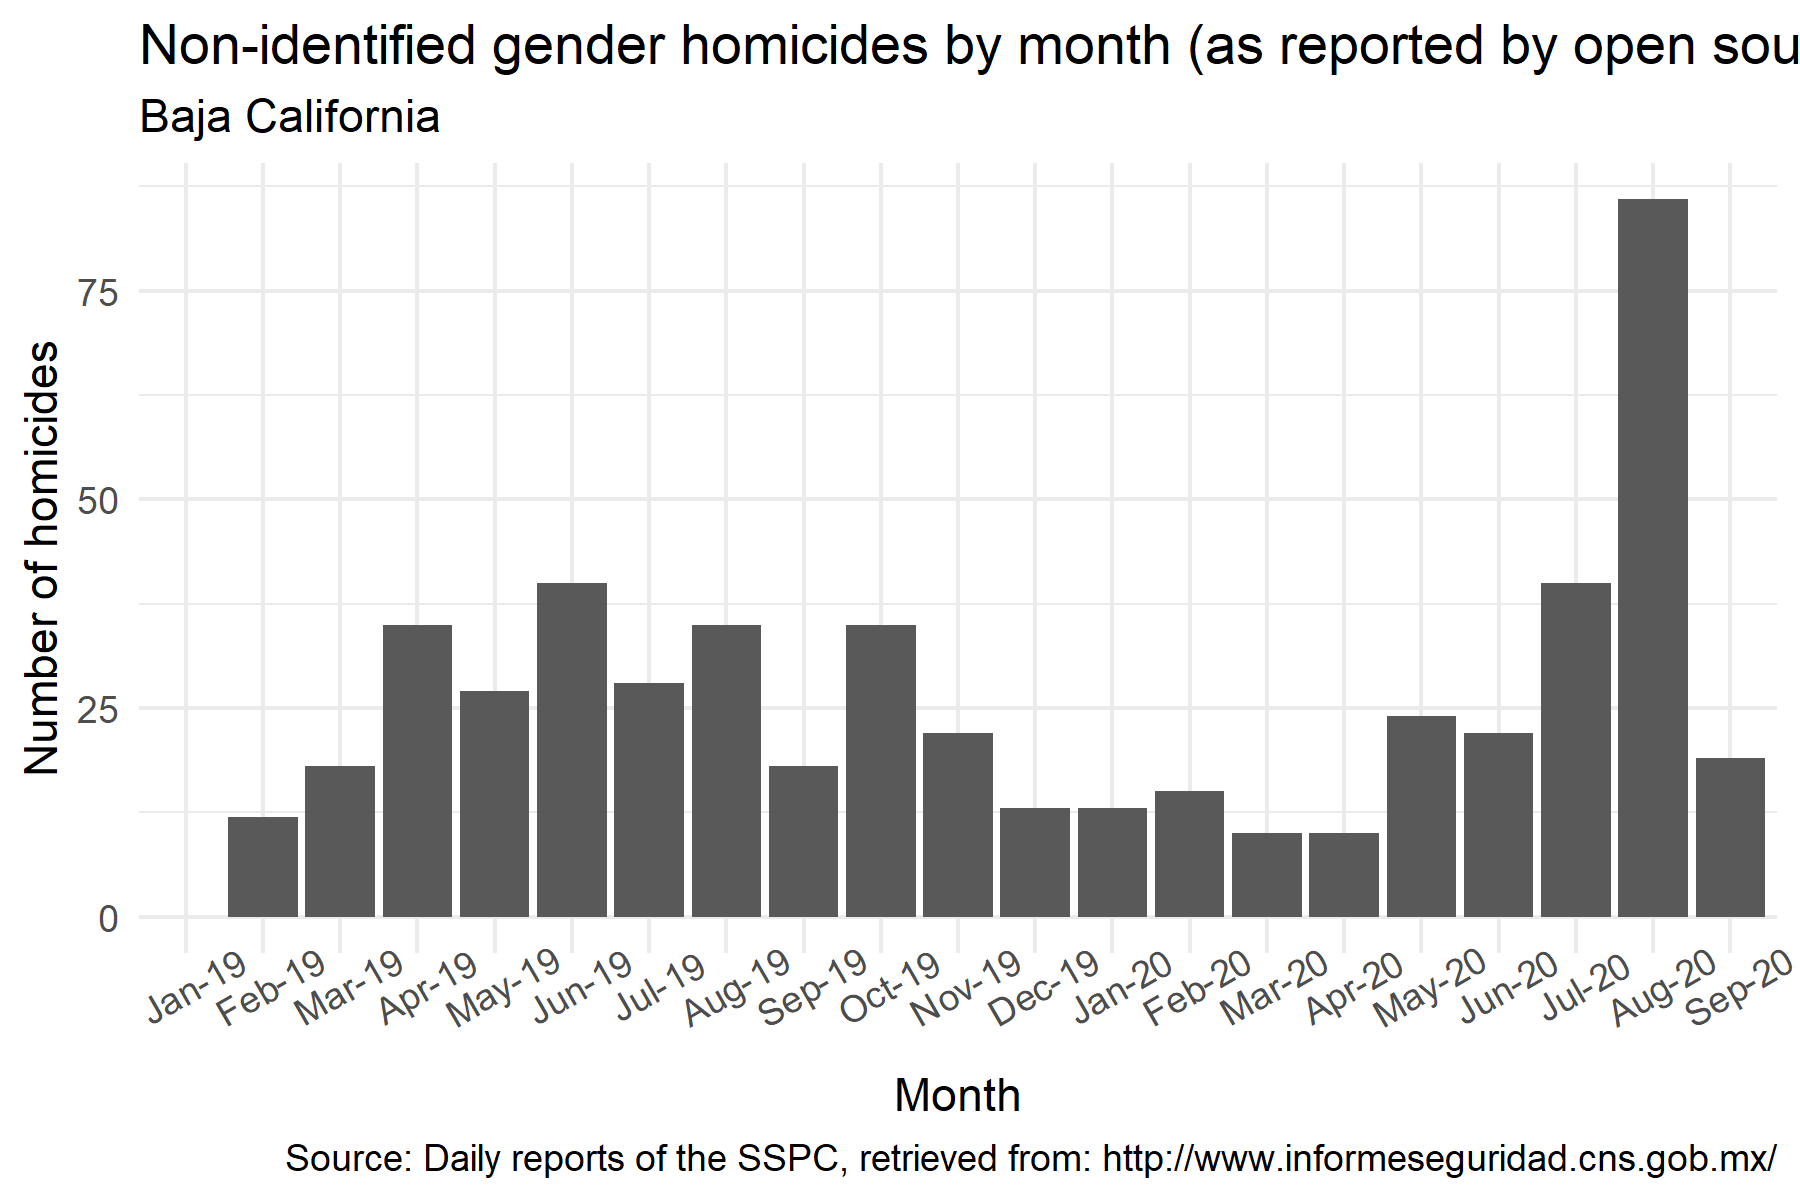 Non-identified gender homicides by month (as reported by open sou
Baja California
Number of homicides
75
50
25
0
Jan-19
Feb-19
Mar-19
Apr-19
May-19
Jun-19
Jul-19
Aug-19
Sep-19
Oct-19
Nov-19
Dec-19
Jan-20
Feb-20
Mar-20
Apr-20
May-20
Jun-20
Jul-20
Aug-20
Sep-20
Month
Source: Daily reports of the SSPC, retrieved from: http://www.informeseguridad.cns.gob.mx/